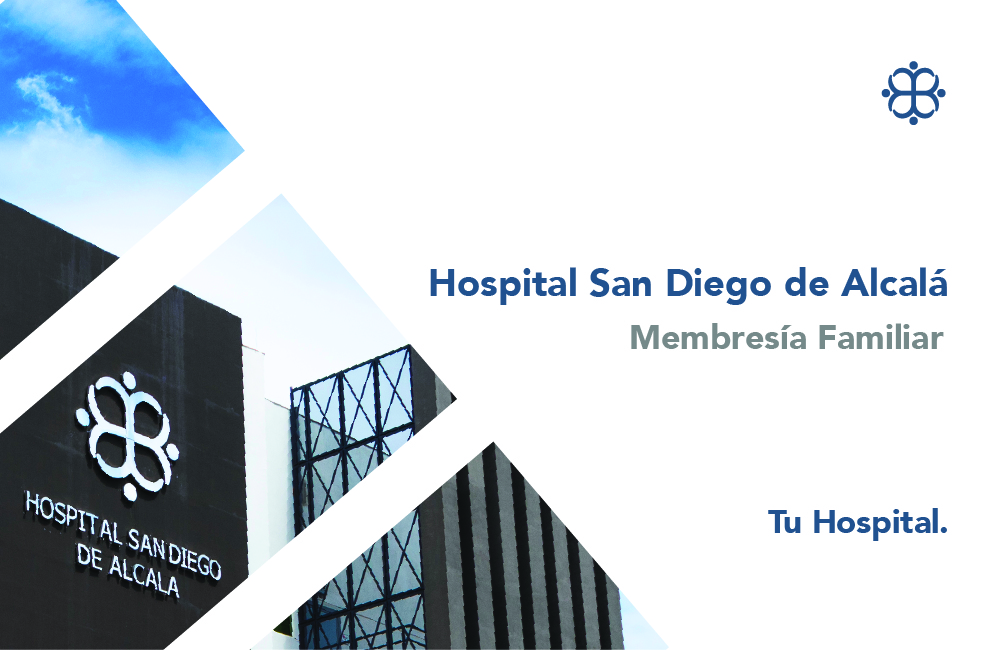 Hospital San Diego de Alcalá
Membresía Familiar
HOSPITAL SAN DIEGO
DE ALCALA
Tu Hospital.